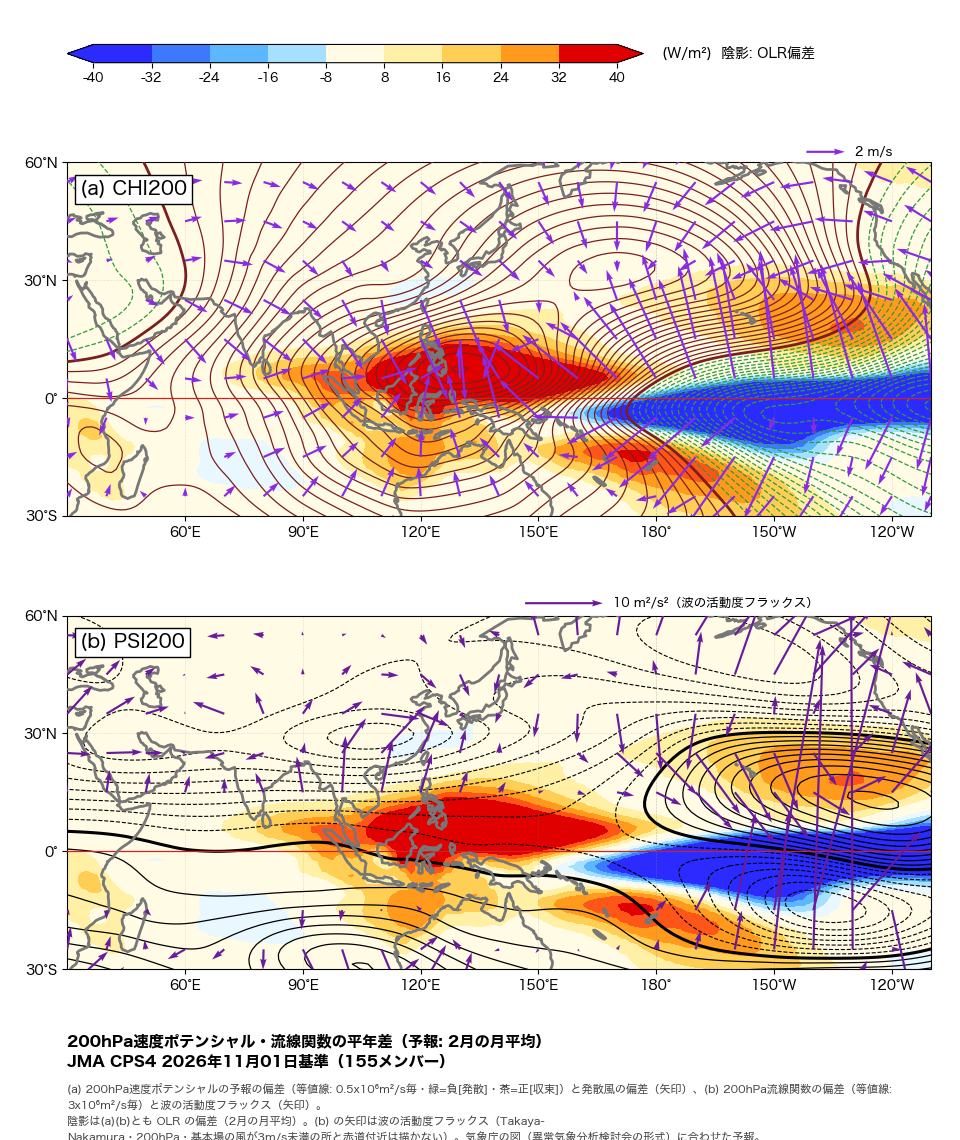 (W/m²)  陰影: OLR偏差
-40 -32 -24 -16 -8 8 16 24 32 40
2 m/s
60°N
(a) CHI200
30°N
0°
30°S
60°E 90°E 120°E 150°E 180° 150°W 120°W
10 m²/s²（波の活動度フラックス）
60°N
(b) PSI200
30°N
0°
30°S
60°E 90°E 120°E 150°E 180° 150°W 120°W
200hPa速度ポテンシャル・流線関数の平年差（予報: 2月の月平均）
JMA CPS4 2026年11月01日基準（155メンバー）
(a) 200hPa速度ポテンシャルの予報の偏差（等値線: 0.5x10⁶m²/s毎・緑=負[発散]・茶=正[収束]）と発散風の偏差（矢印）、(b) 200hPa流線関数の偏差（等値線:
3x10⁶m²/s毎）と波の活動度フラックス（矢印）。
陰影は(a)(b)とも OLR の偏差（2月の月平均）。(b) の矢印は波の活動度フラックス（Takaya-
Nakamura・200hPa・基本場の風が3m/s未満の所と赤道付近は描かない）。気象庁の図（異常気象分析検討会の形式）に合わせた予報。